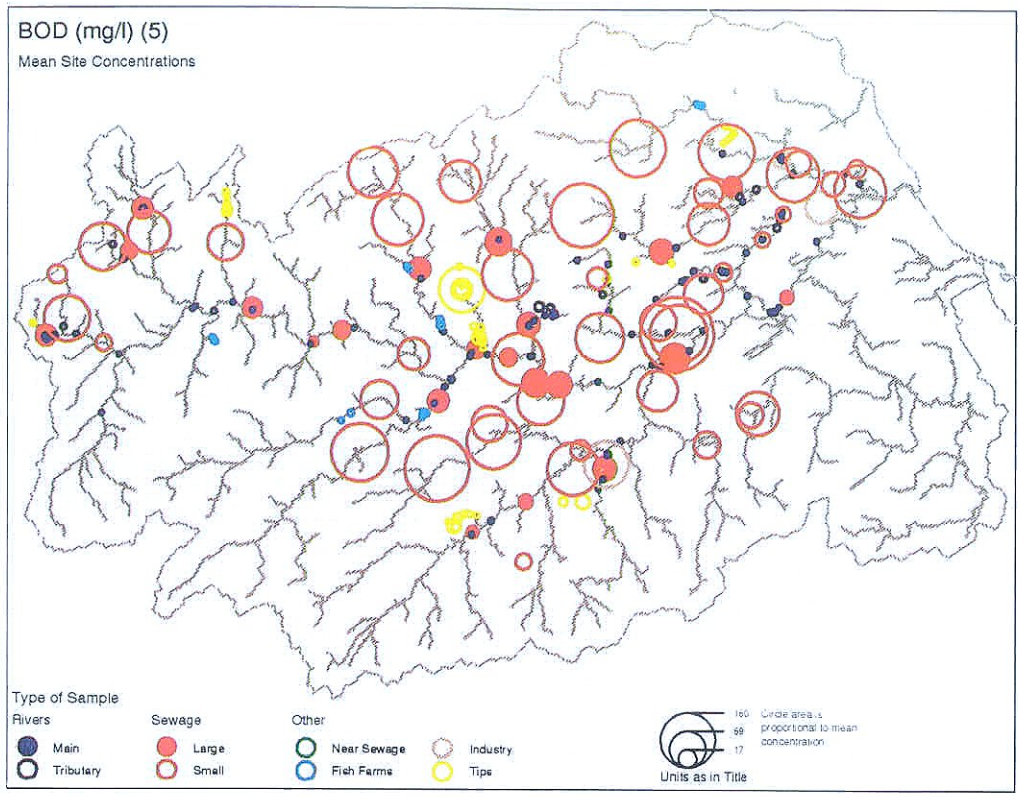 BOD (mg/l) (5)
Mean Site Concentrations
Type of Sample
Rivers
Main
Tributary
Sewage
Large
Small
Other
Near Sewage
Fish Farms
Industry
Tips
160
69
17
Circle area is
proportional to mean
concentration
Units as in Title